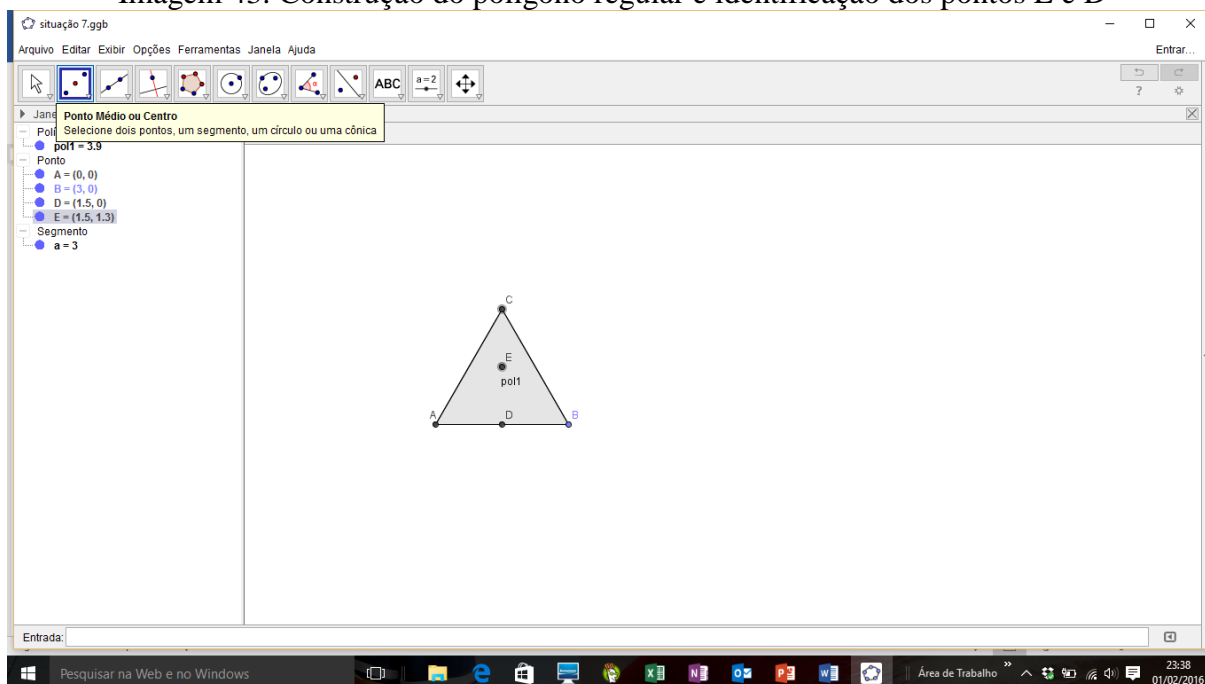 Imagem 43: Construção do polígono regular e identificação dos pontos E e D
situação 7.ggb
Arquivo Editar Exibir Opções Ferramentas Janela Ajuda
Entrar...
ABC
a=2
?
Ponto Médio ou Centro
Selecione dois pontos, um segmento, um círculo ou uma cônica
pol1 = 3.9
Ponto
A = (0, 0)
B = (3, 0)
D = (1.5, 0)
E = (1.5, 1.3)
Segmento
a = 3
C
E
pol1
A
D
B
Entrada:
Pesquisar na Web e no Windows
Área de Trabalho
23:38
01/02/2016